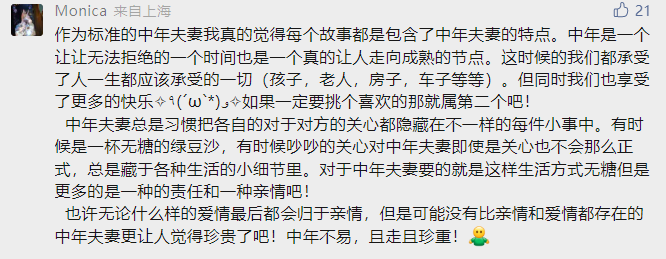 Monica 来自上海 21
作为标准的中年夫妻我真的觉得每个故事都是包含了中年夫妻的特点。中年是一个
让让无法拒绝的一个时间也是一个真的让人走向成熟的节点。这时候的我们都承受
了人一生都应该承受的一切（孩子，老人，房子，车子等等）。但同时我们也享受
了更多的快乐✧٩(ˊωˋ*)و✧如果一定要挑个喜欢的那就属第二个吧！
中年夫妻总是习惯把各自的对于对方的关心都隐藏在不一样的每件小事中。有时
候是一杯无糖的绿豆沙，有时候吵吵的关心对中年夫妻即使是关心也不会那么正
式，总是藏于各种生活的小细节里。对于中年夫妻要的就是这样生活方式无糖但是
更多的是一种的责任和一种亲情吧！
也许无论什么样的爱情最后都会归于亲情，但是可能没有比亲情和爱情都存在的
中年夫妻更让人觉得珍贵了吧！中年不易，且走且珍重！